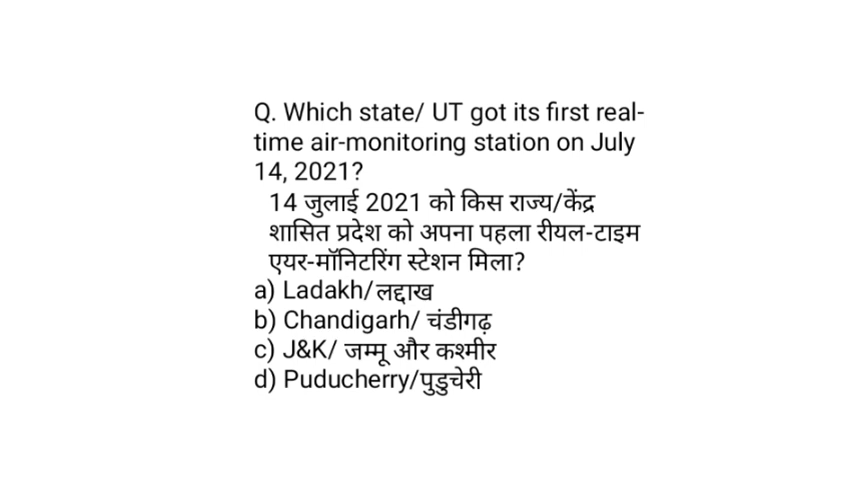 Q. Which state/ UT got its first real-
time air-monitoring station on July
14, 2021?
14 जुलाई 2021 को किस राज्य/केंद्र
शासित प्रदेश को अपना पहला रीयल-टाइम
एयर-मॉनिटरिंग स्टेशन मिला?
a) Ladakh/लद्दाख
b) Chandigarh/ चंडीगढ़
c) J&K/ जम्मू और कश्मीर
d) Puducherry/पुडुचेरी